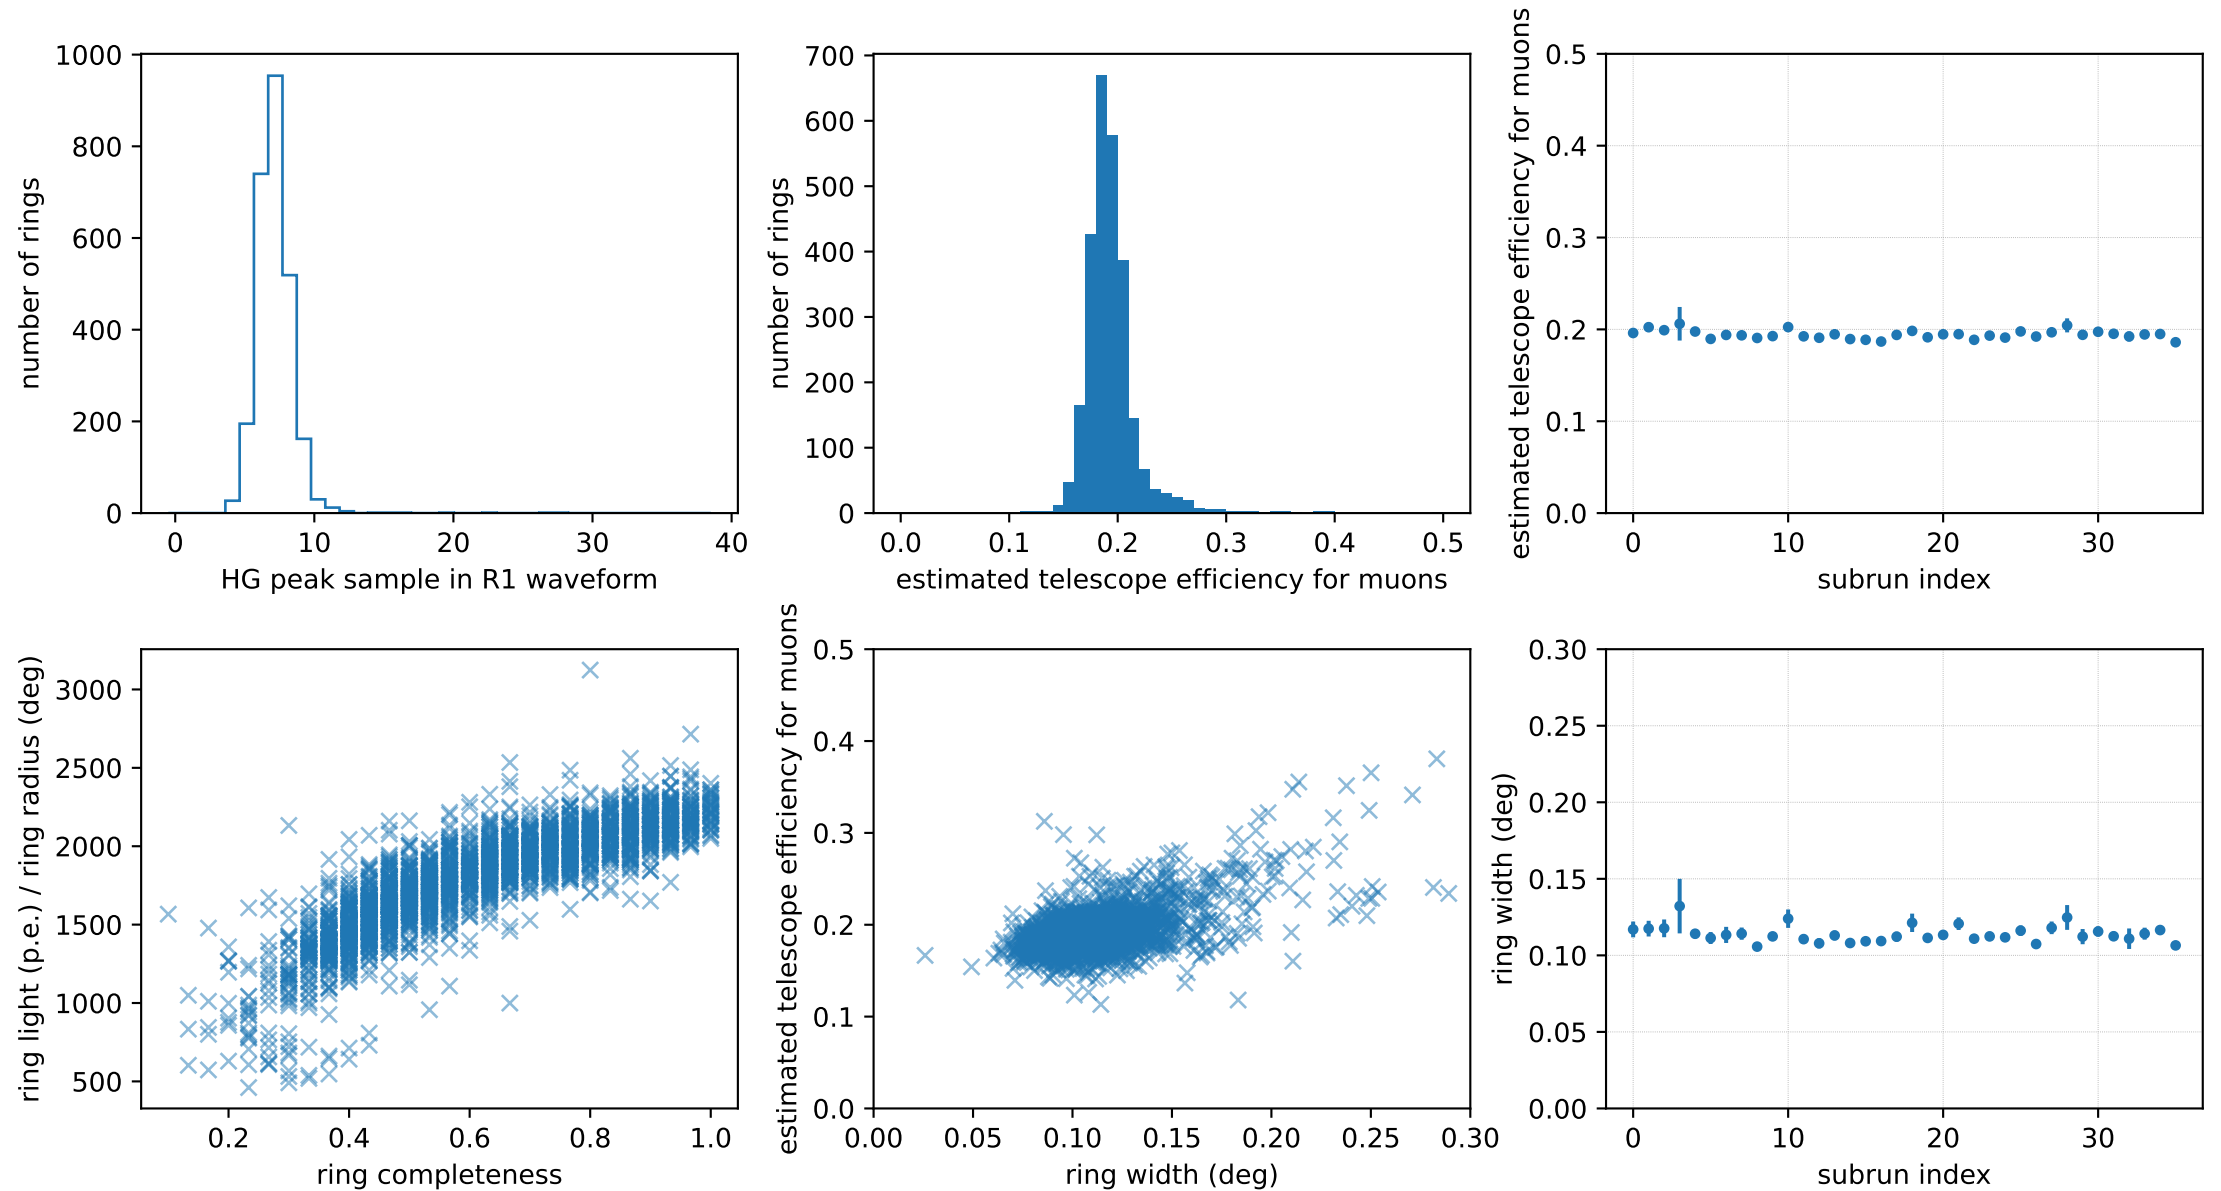 1000
800
600
400
200
0
number of rings
0 10 20 30 40
HG peak sample in R1 waveform
700
600
500
400
300
200
100
0
number of rings
0.0 0.1 0.2 0.3 0.4 0.5
estimated telescope efficiency for muons
0.5
0.4
0.3
0.2
0.1
0.0
estimated telescope efficiency for muons
0 10 20 30
subrun index
3000
2500
2000
1500
1000
500
ring light (p.e.) / ring radius (deg)
0.2 0.4 0.6 0.8 1.0
ring completeness
0.5
0.4
0.3
0.2
0.1
0.0
estimated telescope efficiency for muons
0.00 0.05 0.10 0.15 0.20 0.25 0.30
ring width (deg)
0.30
0.25
0.20
0.15
0.10
0.05
0.00
ring width (deg)
0 10 20 30
subrun index